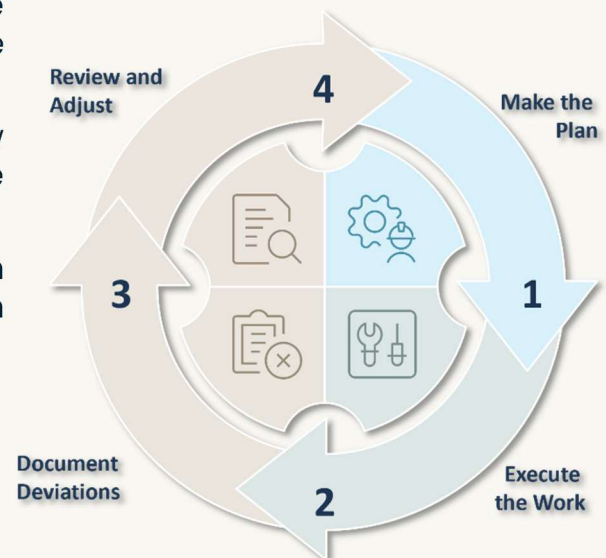 4
Review and
Adjust
Make the
Plan
3
1
Document
Deviations
Execute
the Work
2